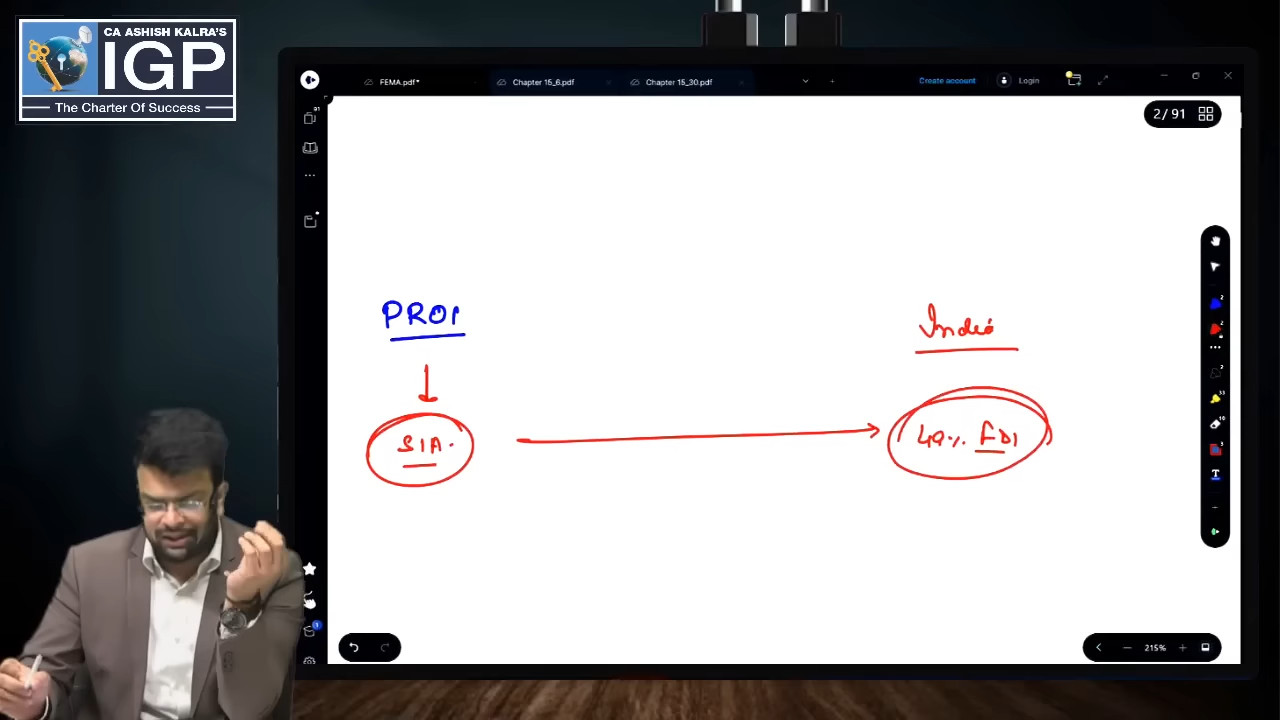 CA ASHISH KALRA'S
IGP
The Charter Of Success
FEMA.pdf*
Chapter 15_6.pdf
Chapter 15_30.pdf
Create account
Login
91
2/91
PROI
India
SIA.
49% FDI
215%